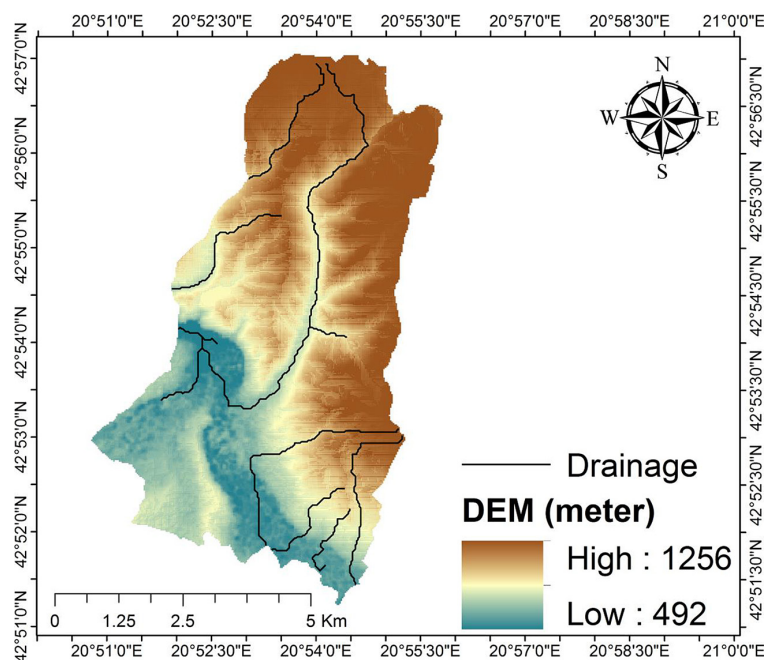 20°51'0"E 20°52'30"E 20°54'0"E 20°55'30"E 20°57'0"E 20°58'30"E 21°0'0"E
42°57'0"N
42°56'0"N
42°55'0"N
42°54'0"N
42°53'0"N
42°52'0"N
42°51'0"N
N
W E
S
42°56'30"N
42°55'30"N
42°54'30"N
42°53'30"N
42°52'30"N
42°51'30"N
Drainage
DEM (meter)
High : 1256
Low : 492
0 1.25 2.5 5 Km
20°51'0"E 20°52'30"E 20°54'0"E 20°55'30"E 20°57'0"E 20°58'30"E 21°0'0"E